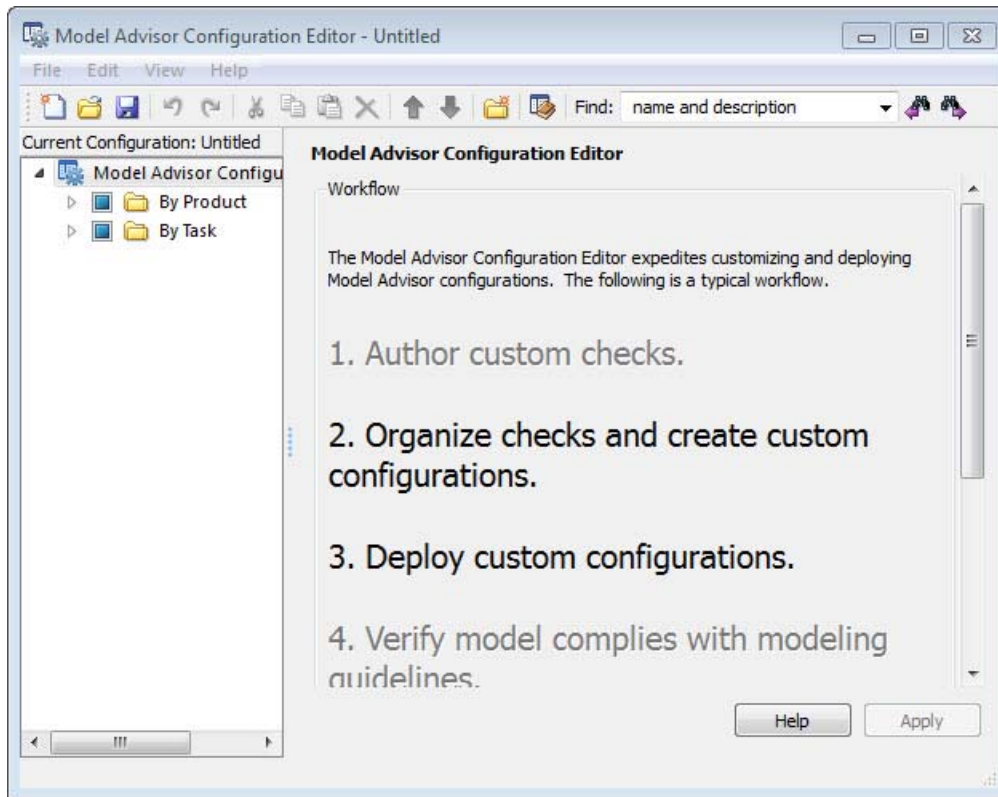 Model Advisor Configuration Editor - Untitled
File Edit View Help
Find: name and description
Current Configuration: Untitled
Model Advisor Configu
By Product
By Task
Model Advisor Configuration Editor
Workflow
The Model Advisor Configuration Editor expedites customizing and deploying
Model Advisor configurations. The following is a typical workflow.
1. Author custom checks.
2. Organize checks and create custom
configurations.
3. Deploy custom configurations.
4. Verify model complies with modeling
guidelines.
Help Apply